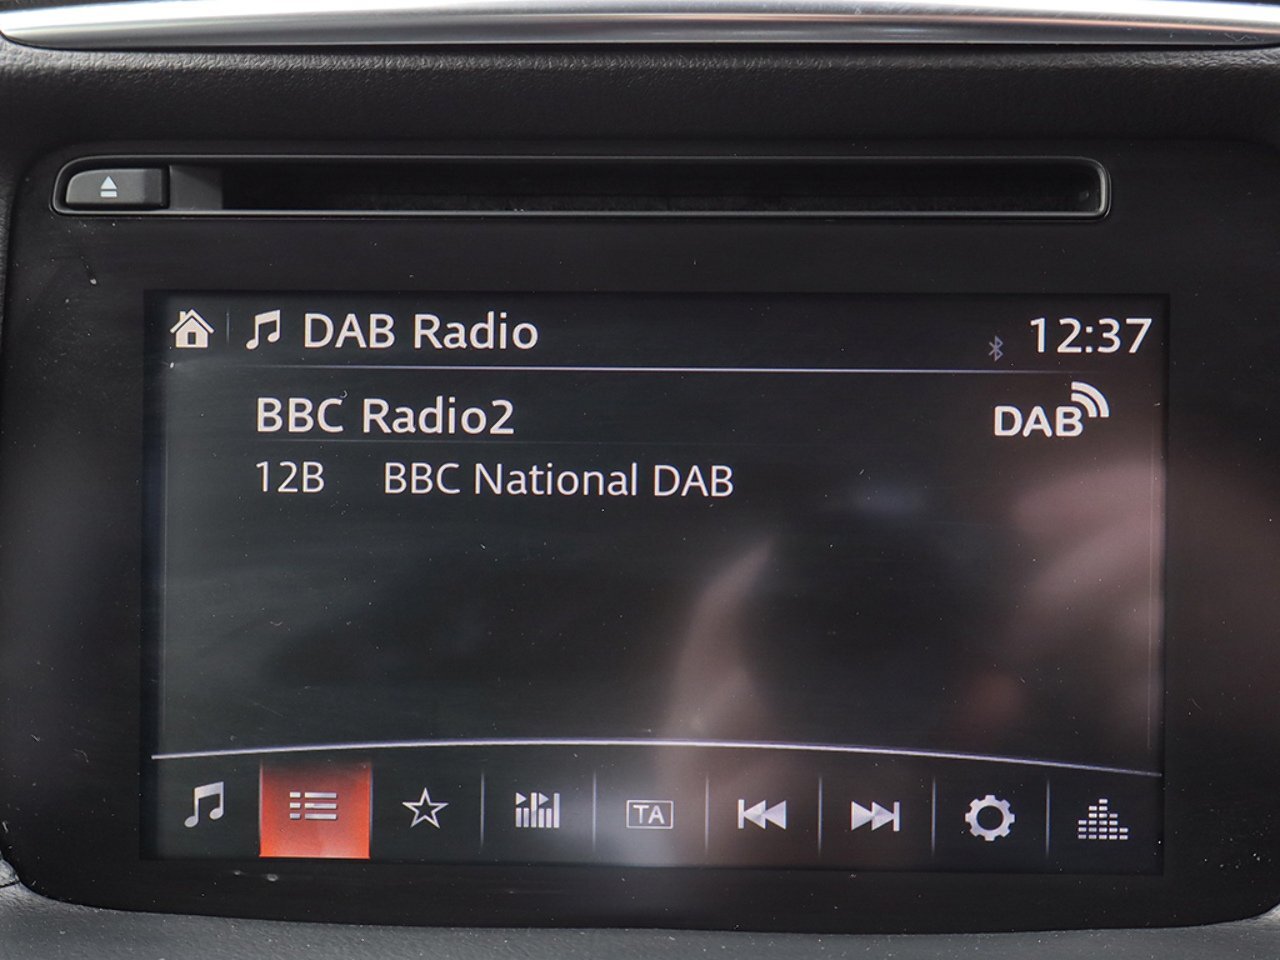 DAB Radio
12:37
BBC Radio2
DAB
12B BBC National DAB
TA